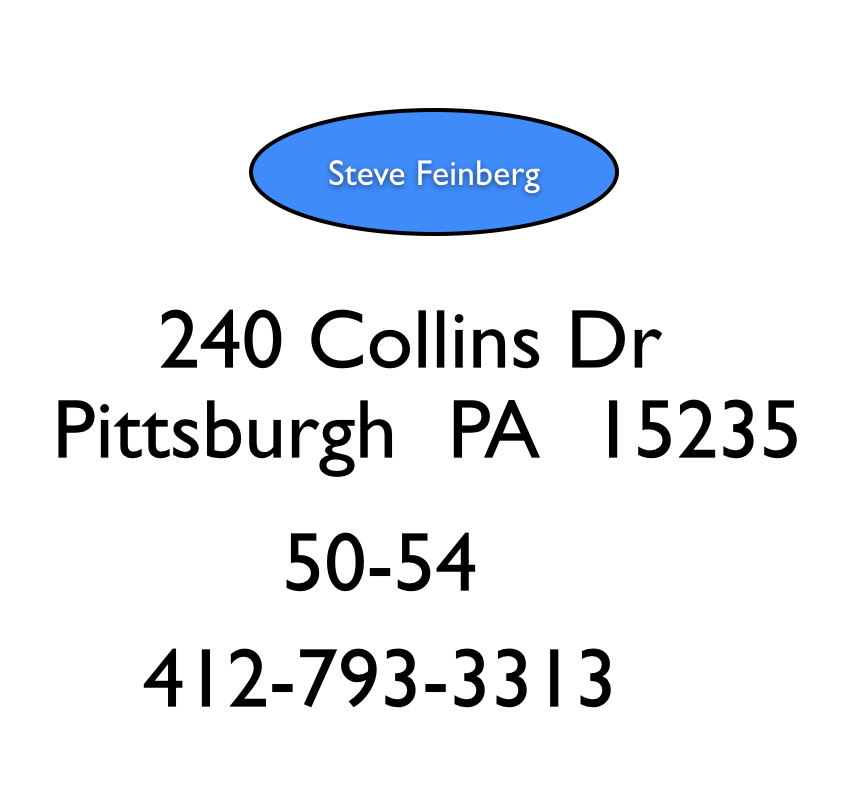 Steve Feinberg
240 Collins Dr
Pittsburgh PA 15235
50-54
412-793-3313